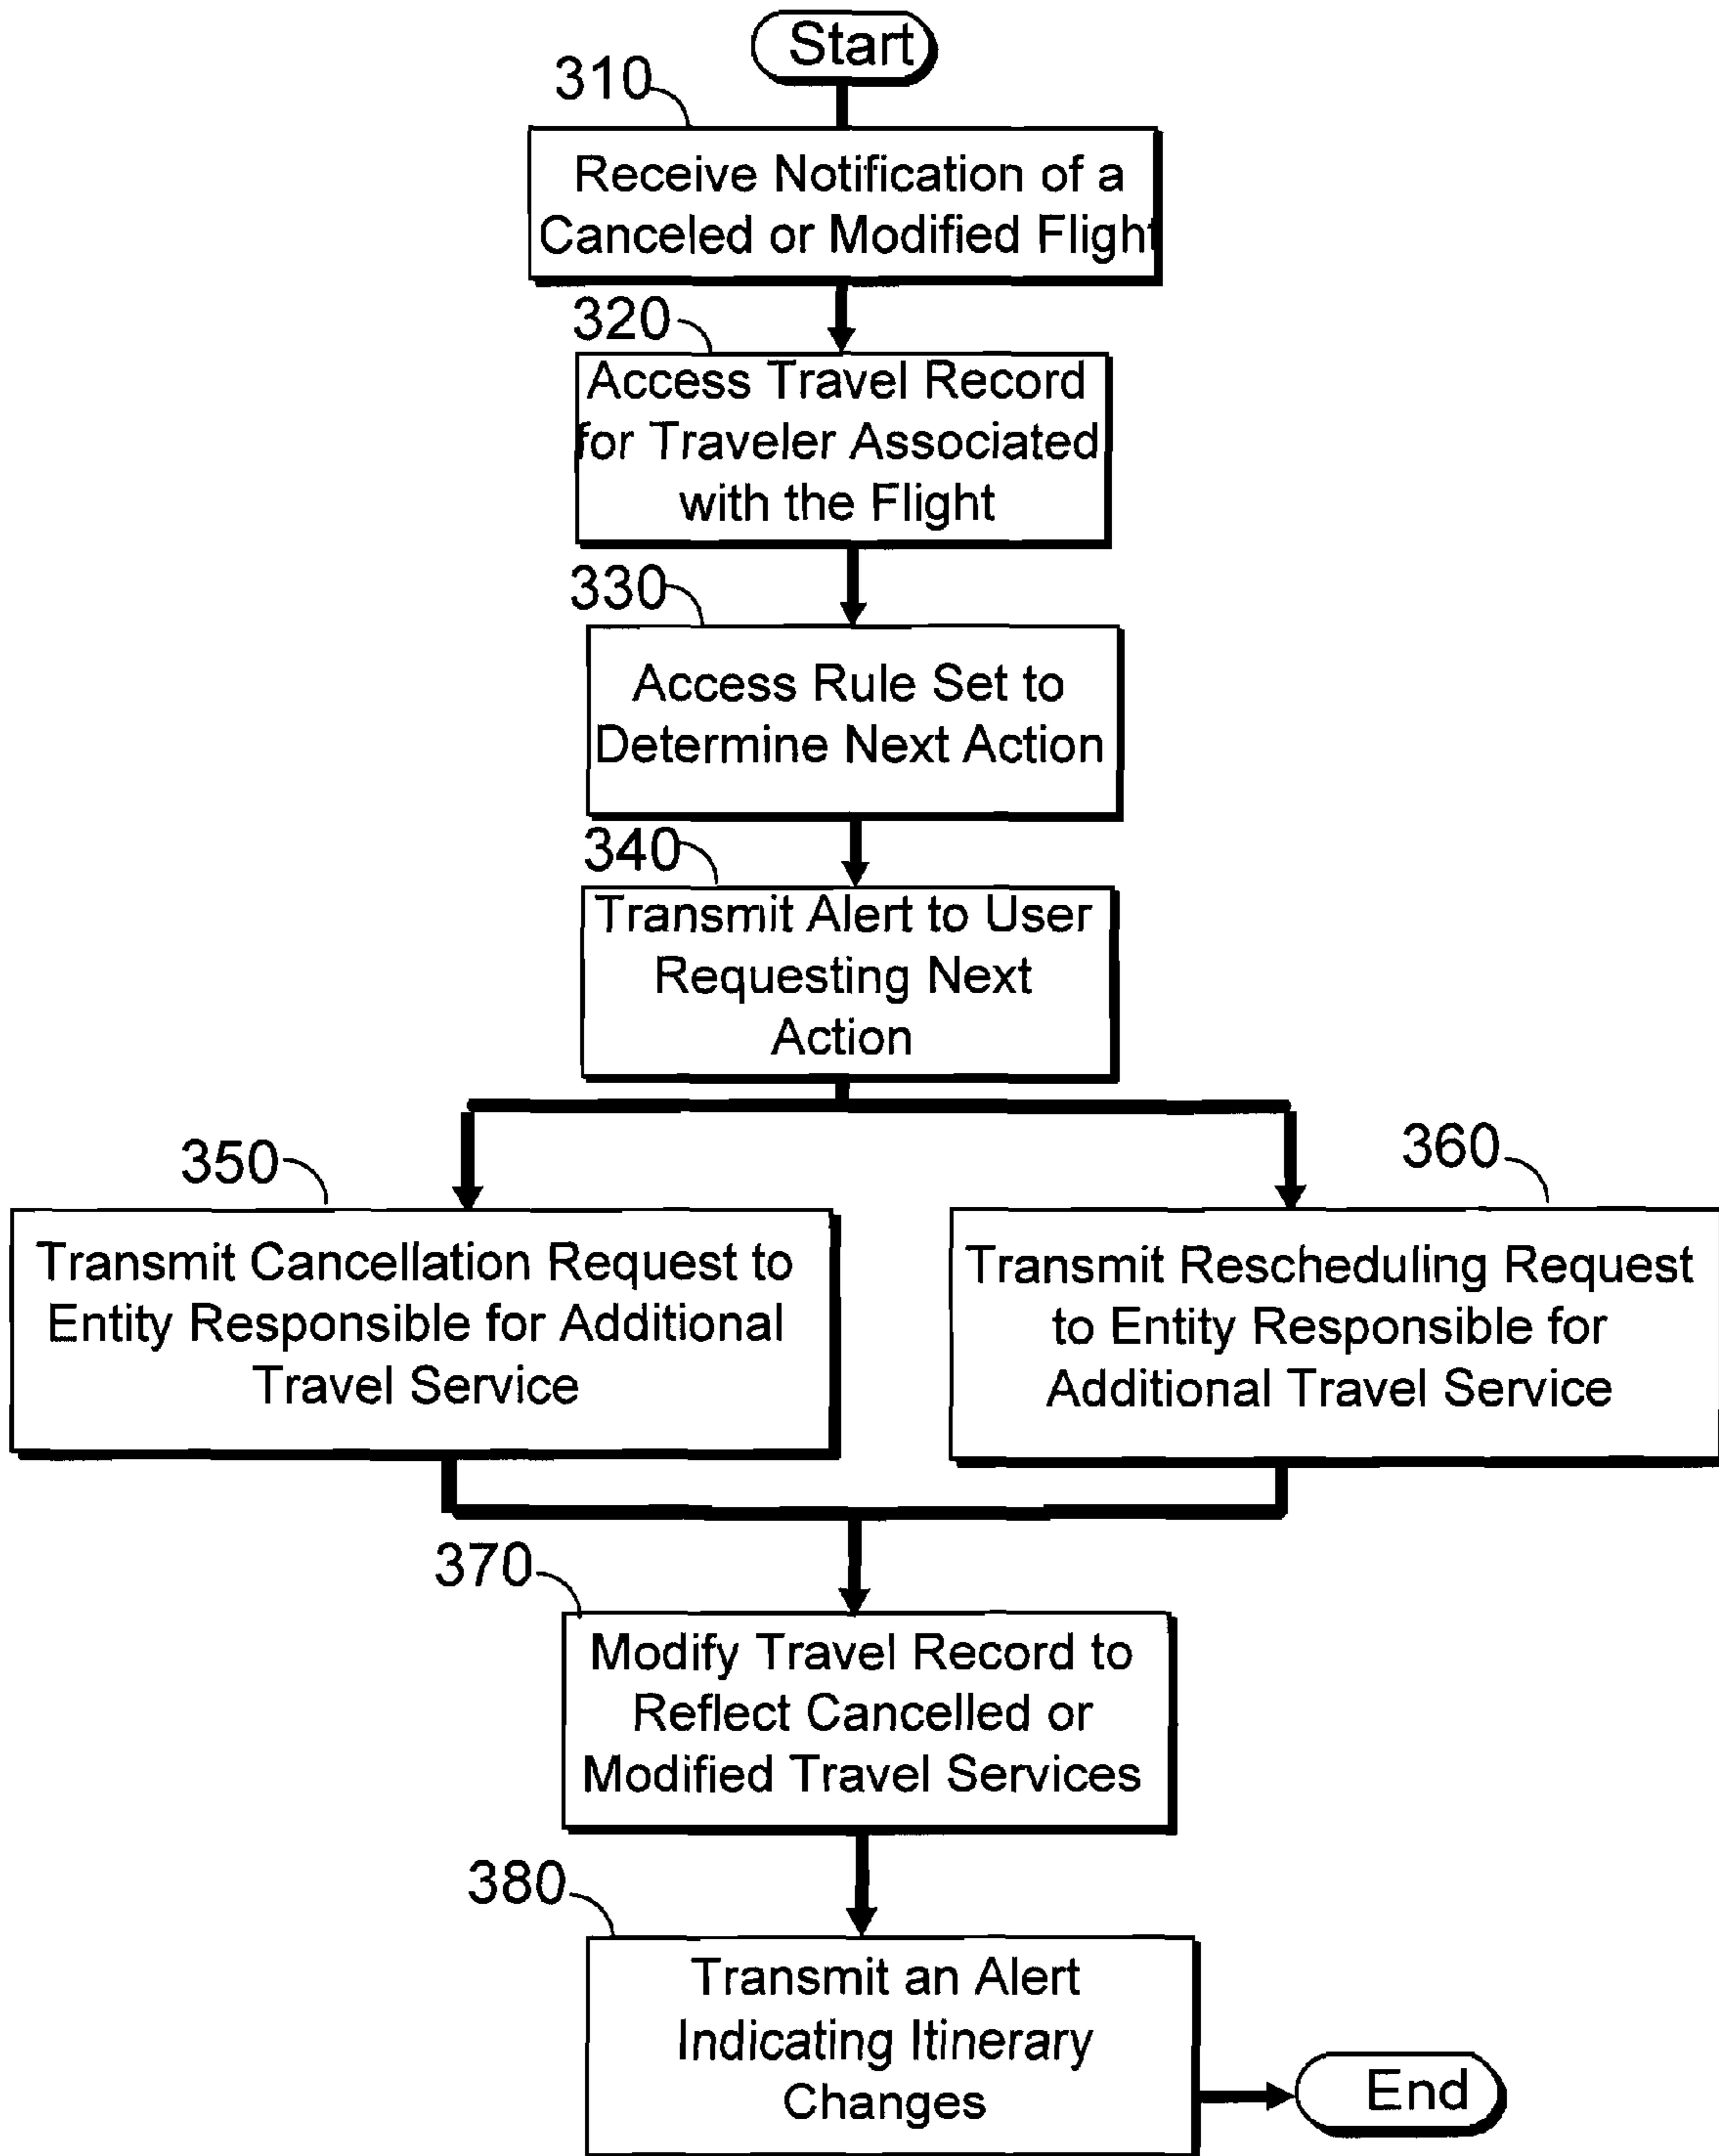 Start
310
Receive Notification of a
Canceled or Modified Flight
320
Access Travel Record
for Traveler Associated
with the Flight
330
Access Rule Set to
Determine Next Action
340
Transmit Alert to User
Requesting Next
Action
350
Transmit Cancellation Request to
Entity Responsible for Additional
Travel Service
360
Transmit Rescheduling Request
to Entity Responsible for
Additional Travel Service
370
Modify Travel Record to
Reflect Cancelled or
Modified Travel Services
380
Transmit an Alert
Indicating Itinerary
Changes
End